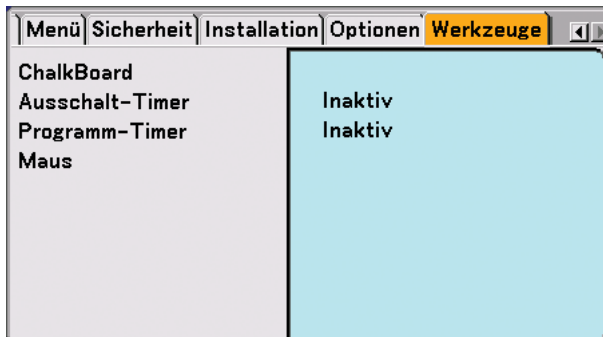 Menü Sicherheit Installation Optionen Werkzeuge
ChalkBoard
Ausschalt-Timer Inaktiv
Programm-Timer Inaktiv
Maus